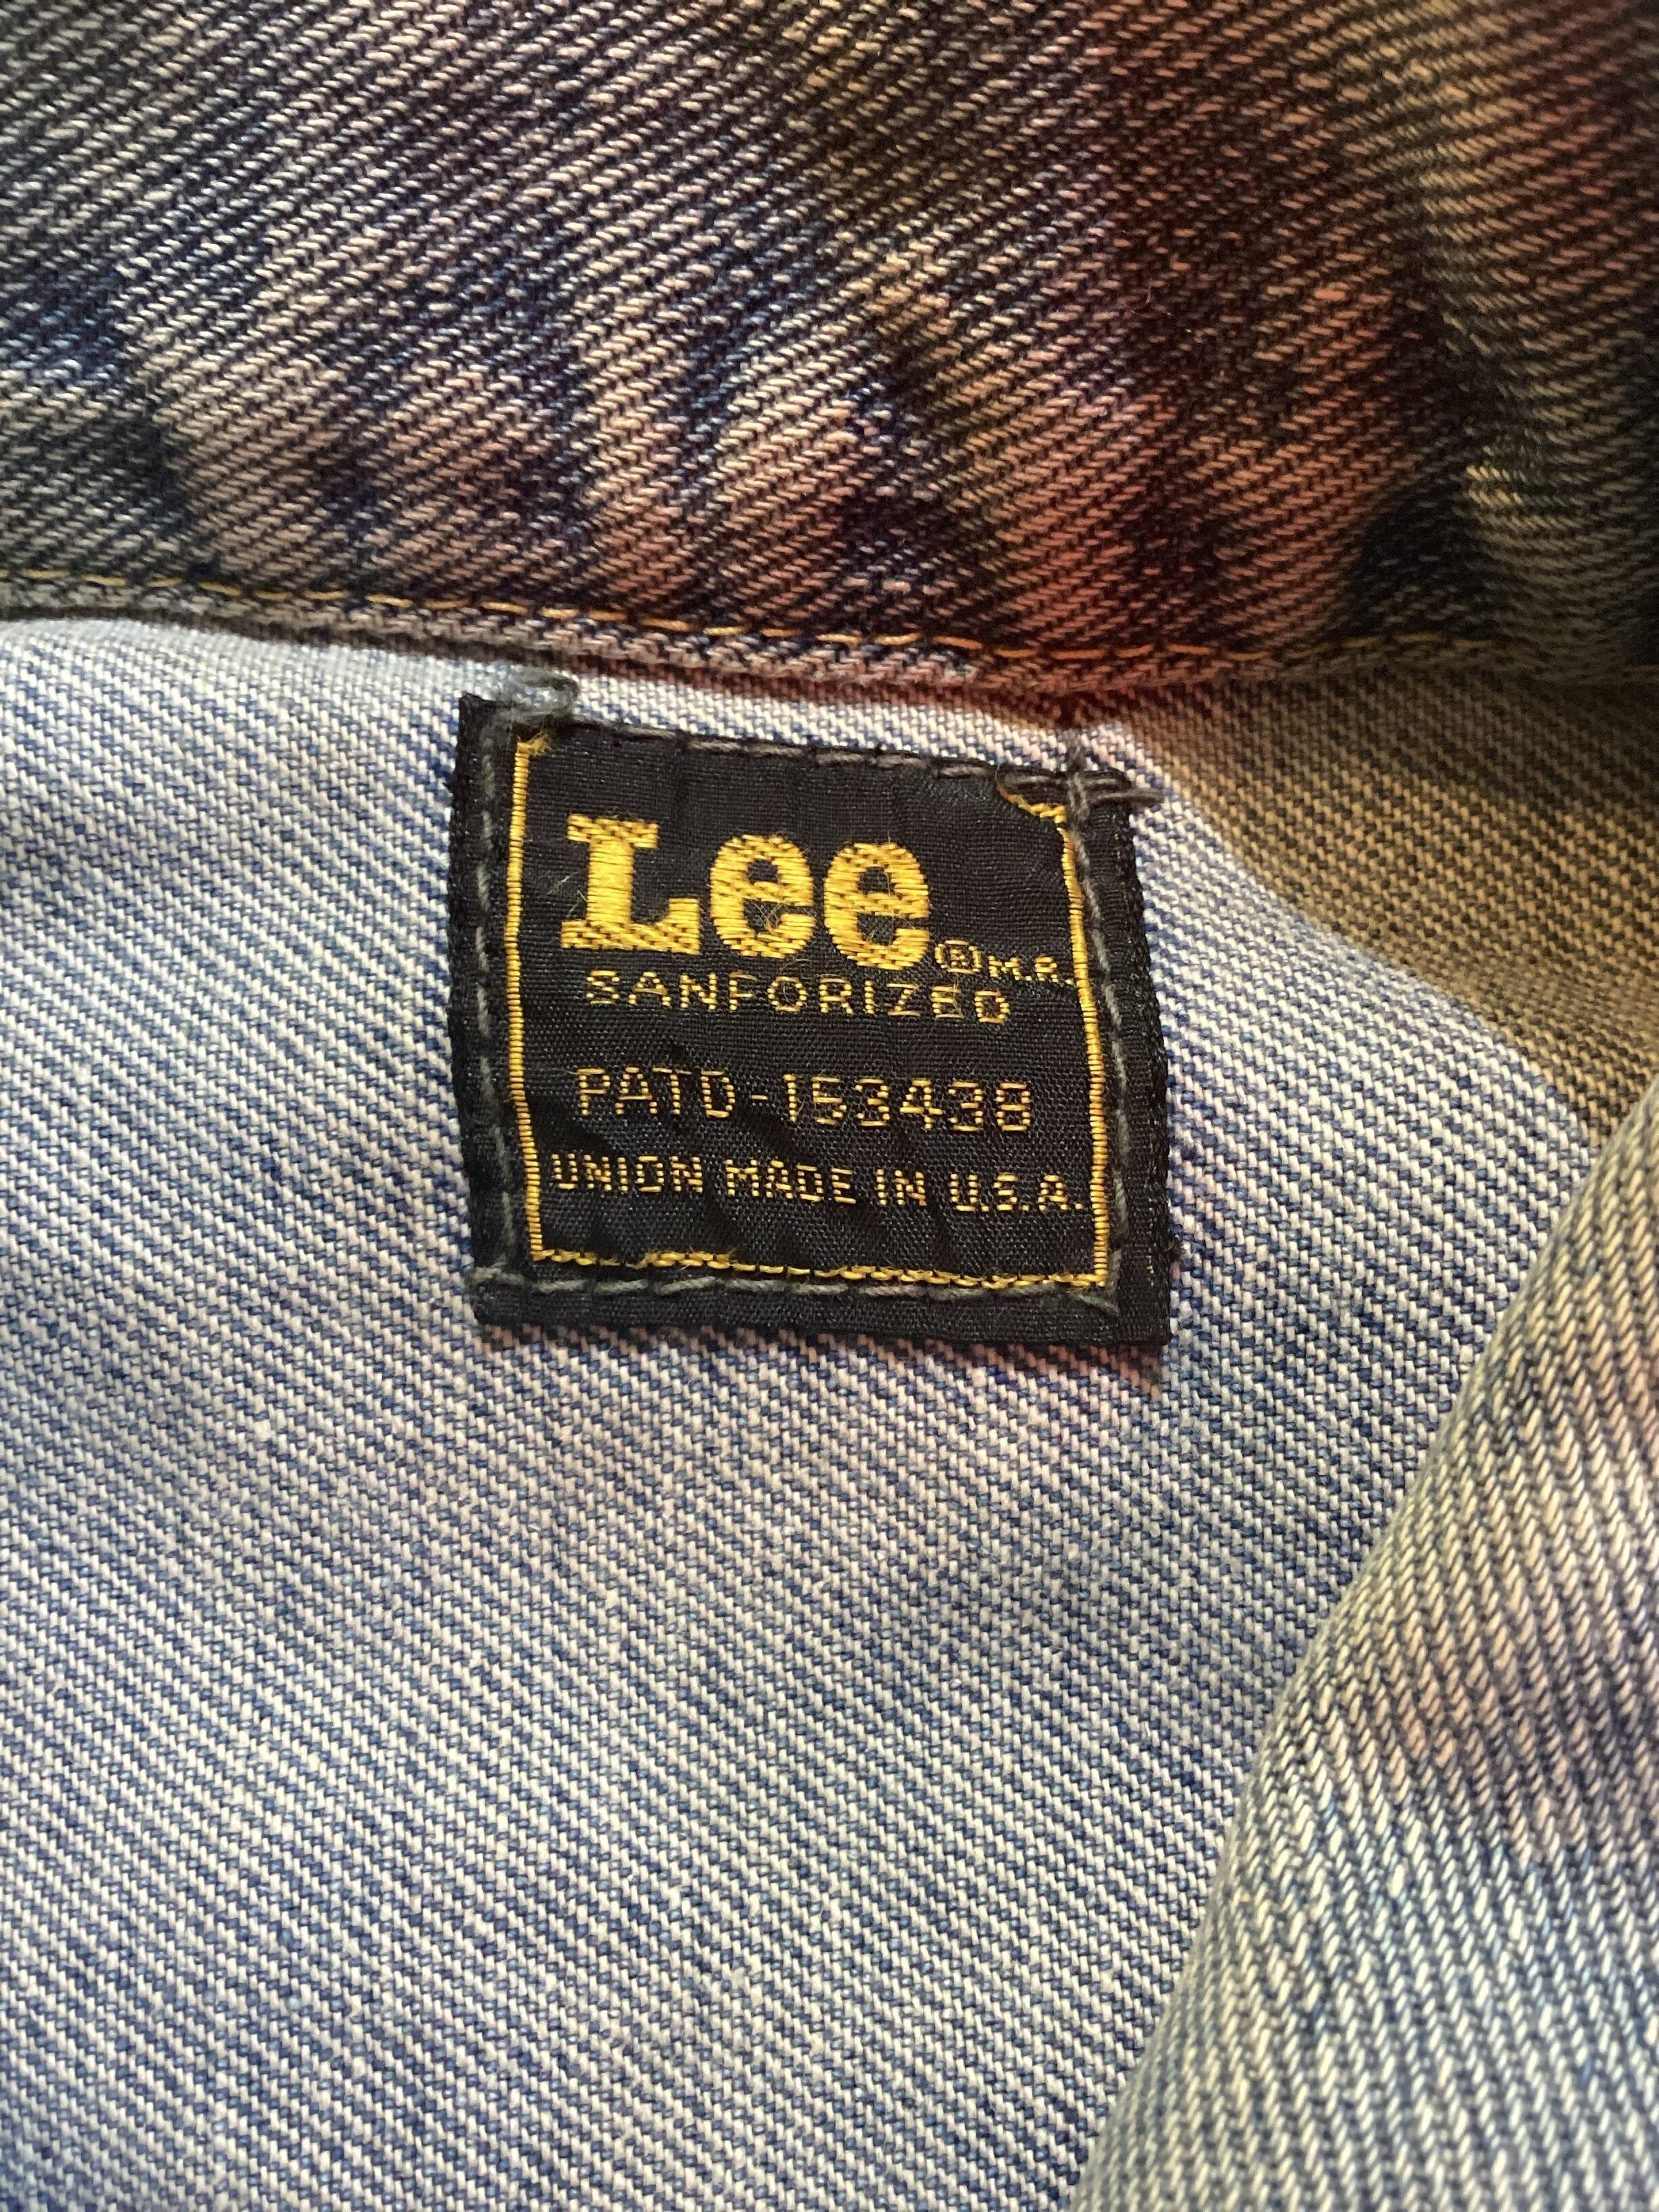 Lee® M.R.
SANFORIZED
PATD-153438
UNION MADE IN U.S.A.